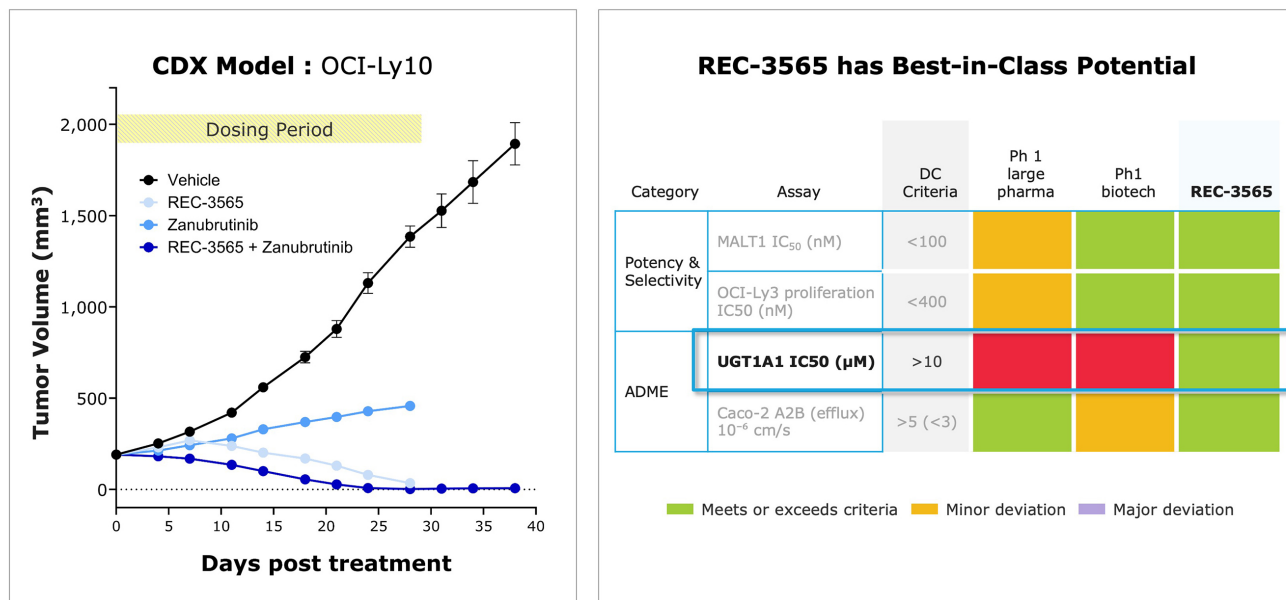 CDX Model : OCI-Ly10
Dosing Period
Vehicle
REC-3565
Zanubrutinib
REC-3565 + Zanubrutinib
Tumor Volume (mm³)
2,000
1,500
1,000
500
0
0 5 10 15 20 25 30 35 40
Days post treatment
REC-3565 has Best-in-Class Potential
Category
Assay
DC
Criteria
Ph 1
large
pharma
Ph1
biotech
REC-3565
Potency &
Selectivity
MALT1 IC₅₀ (nM)
<100
OCI-Ly3 proliferation
IC50 (nM)
<400
ADME
UGT1A1 IC50 (μM)
>10
Caco-2 A2B (efflux)
10⁻⁶ cm/s
>5 (<3)
Meets or exceeds criteria
Minor deviation
Major deviation